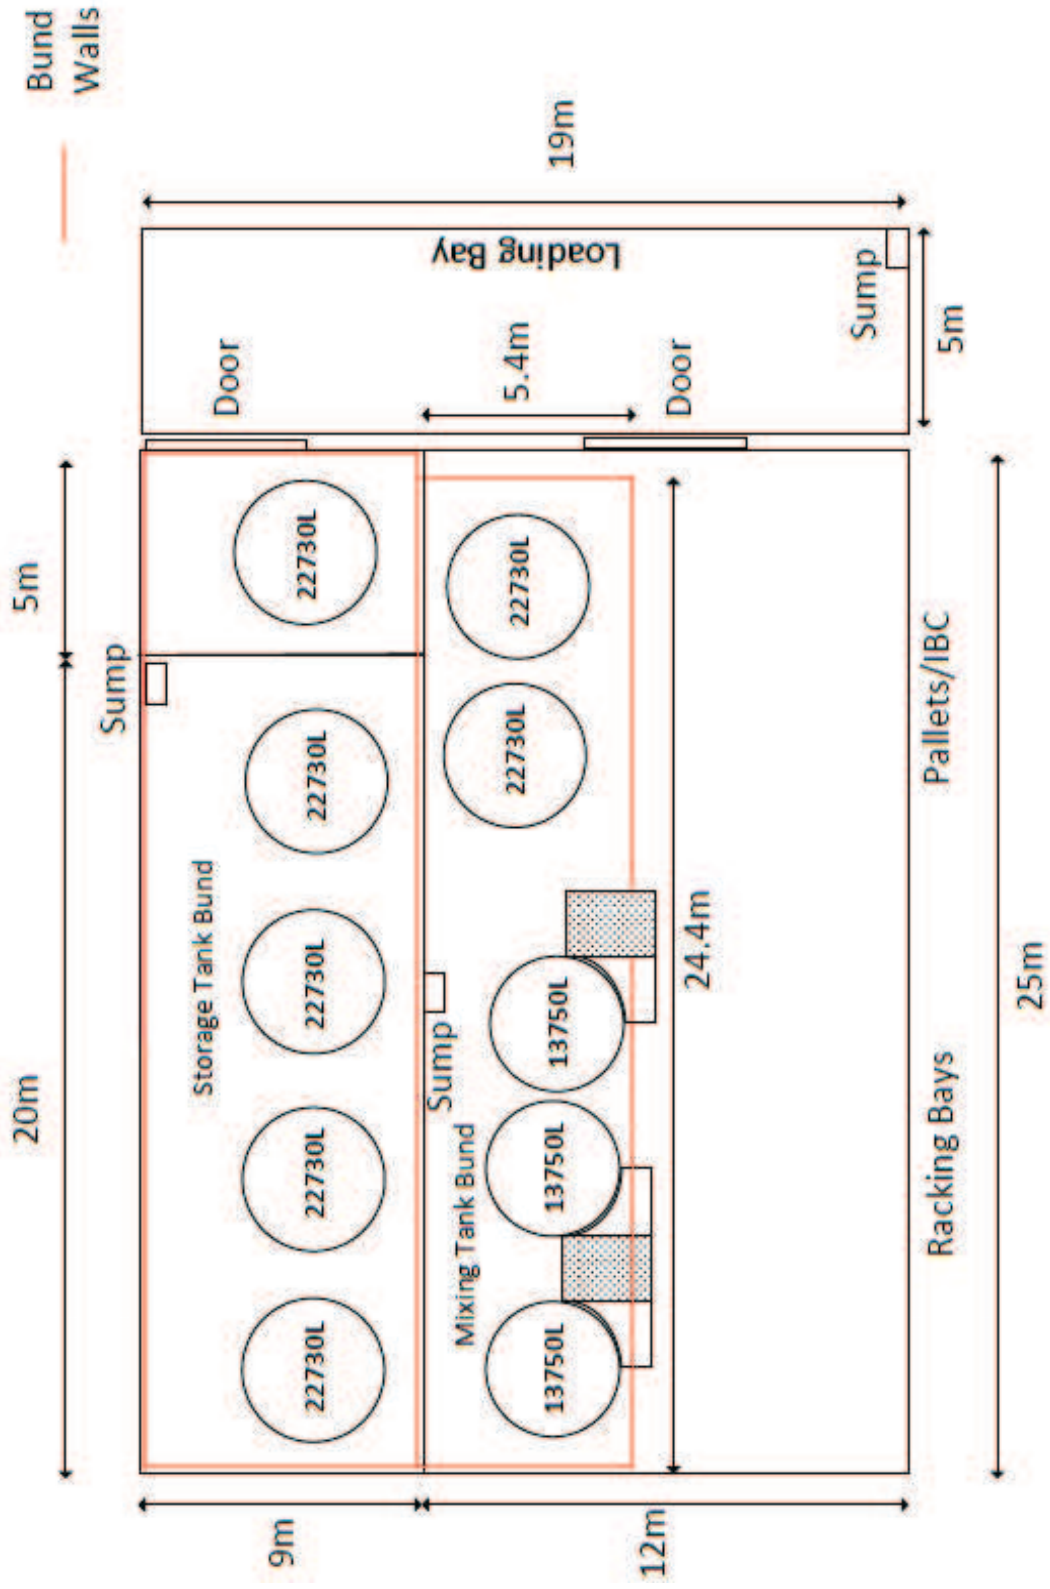 Bund
Walls
19m
Loading Bay
Sump
5m
Door
5.4m
Door
5m
20m
Sump
Storage Tank Bund
22730L
22730L
22730L
22730L
22730L
Mixing Tank Bund
Sump
13750L
13750L
13750L
22730L
22730L
24.4m
9m
12m
Racking Bays
Pallets/IBC
25m